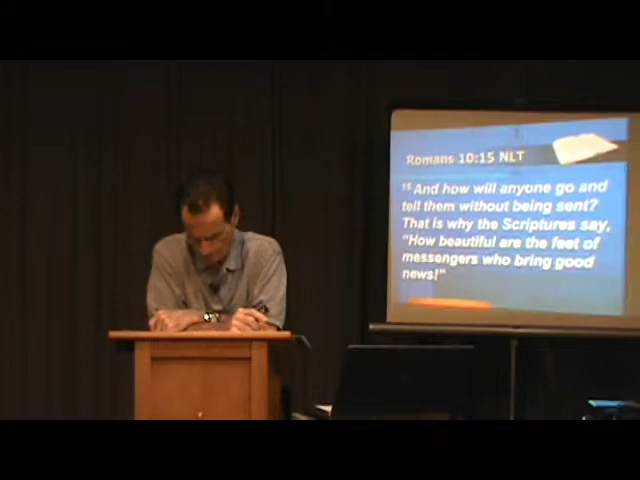 Romans 10:15 NLT
15 And how will anyone go and
tell them without being sent?
That is why the Scriptures say,
"How beautiful are the feet of
messengers who bring good
news!"